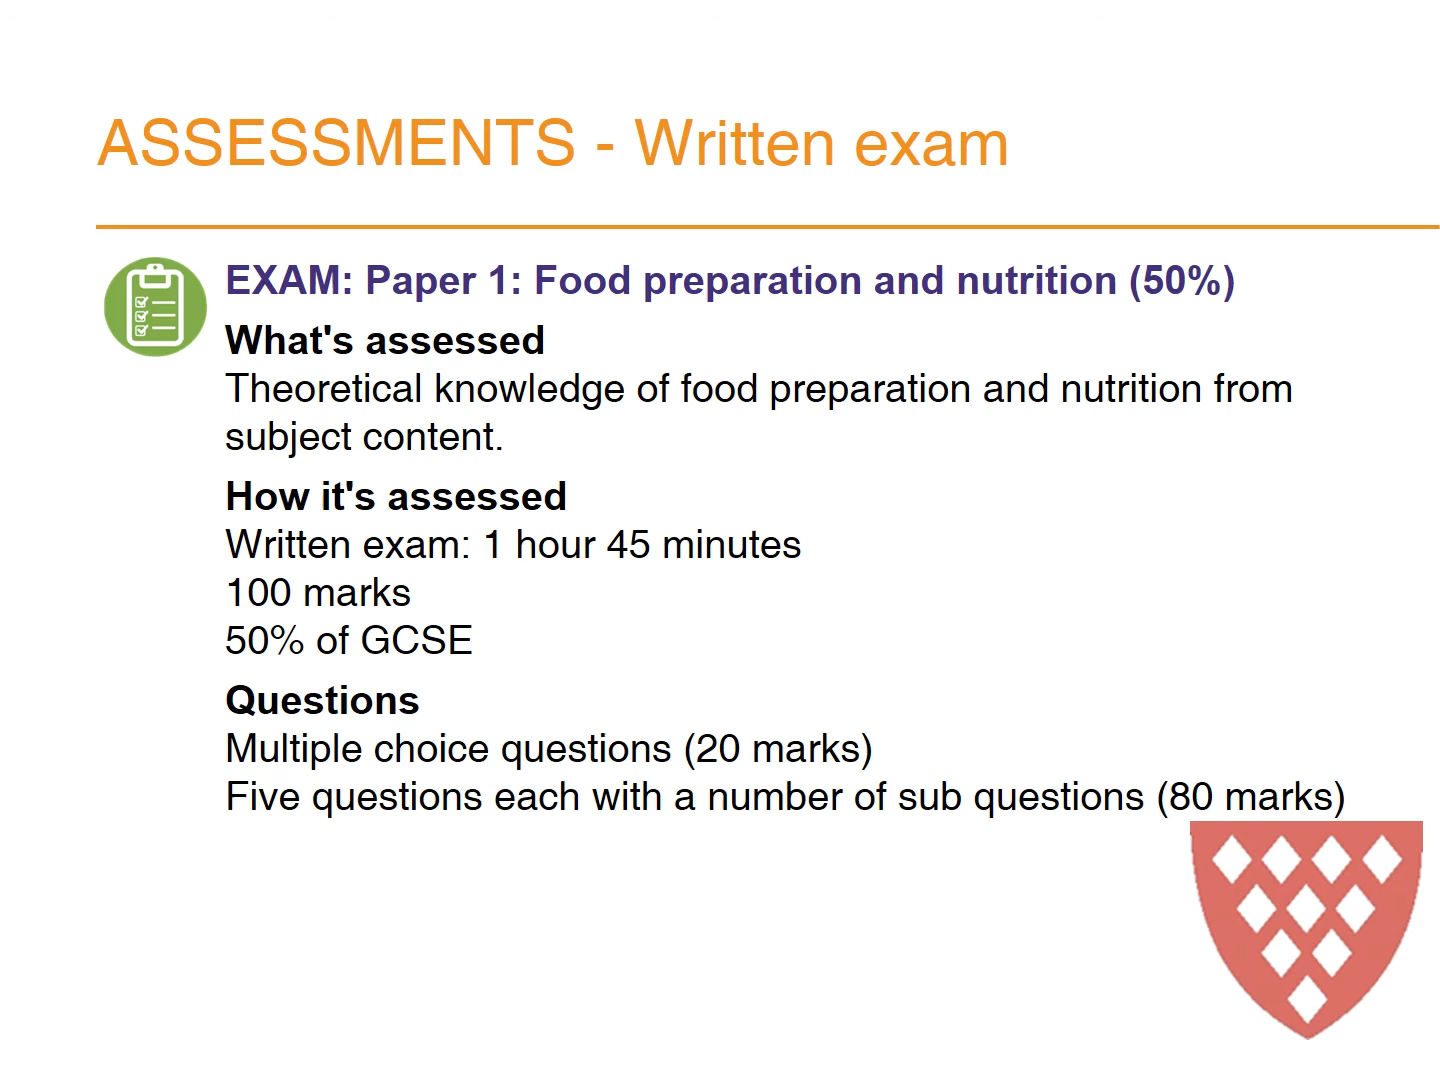 ASSESSMENTS - Written exam
EXAM: Paper 1: Food preparation and nutrition (50%)
What's assessed
Theoretical knowledge of food preparation and nutrition from
subject content.
How it's assessed
Written exam: 1 hour 45 minutes
100 marks
50% of GCSE
Questions
Multiple choice questions (20 marks)
Five questions each with a number of sub questions (80 marks)